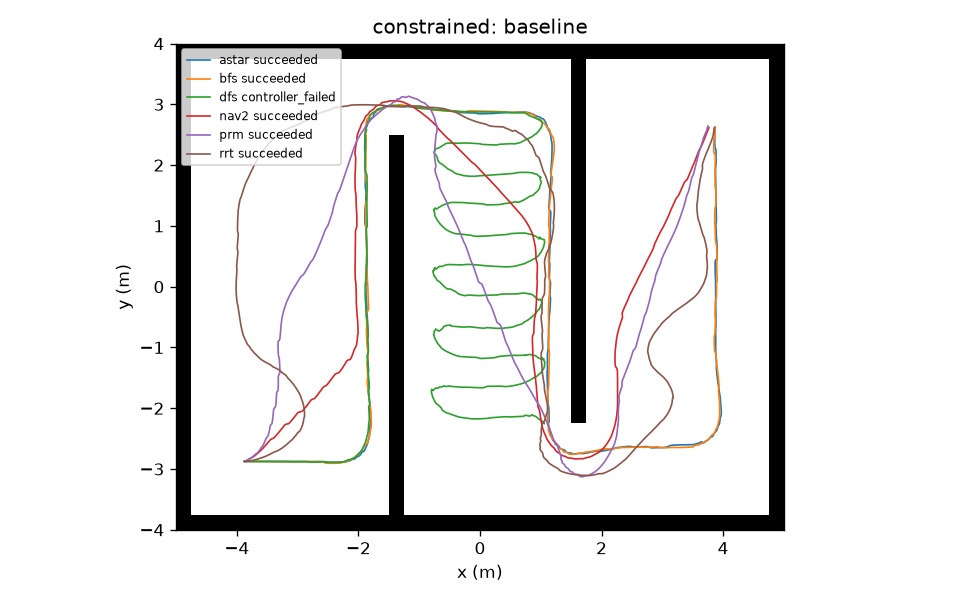 constrained: baseline
astar succeeded
bfs succeeded
dfs controller_failed
nav2 succeeded
prm succeeded
rrt succeeded
4
3
2
1
0
−1
−2
−3
−4
y (m)
−4 −2 0 2 4
x (m)